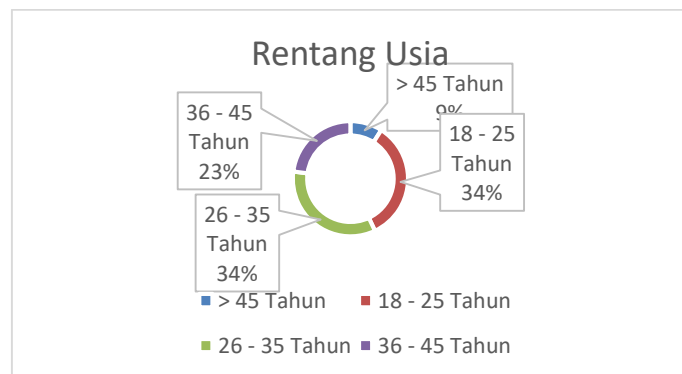 Rentang Usia
> 45 Tahun
9%
18 - 25
Tahun
34%
36 - 45
Tahun
23%
26 - 35
Tahun
34%
> 45 Tahun
18 - 25 Tahun
26 - 35 Tahun
36 - 45 Tahun